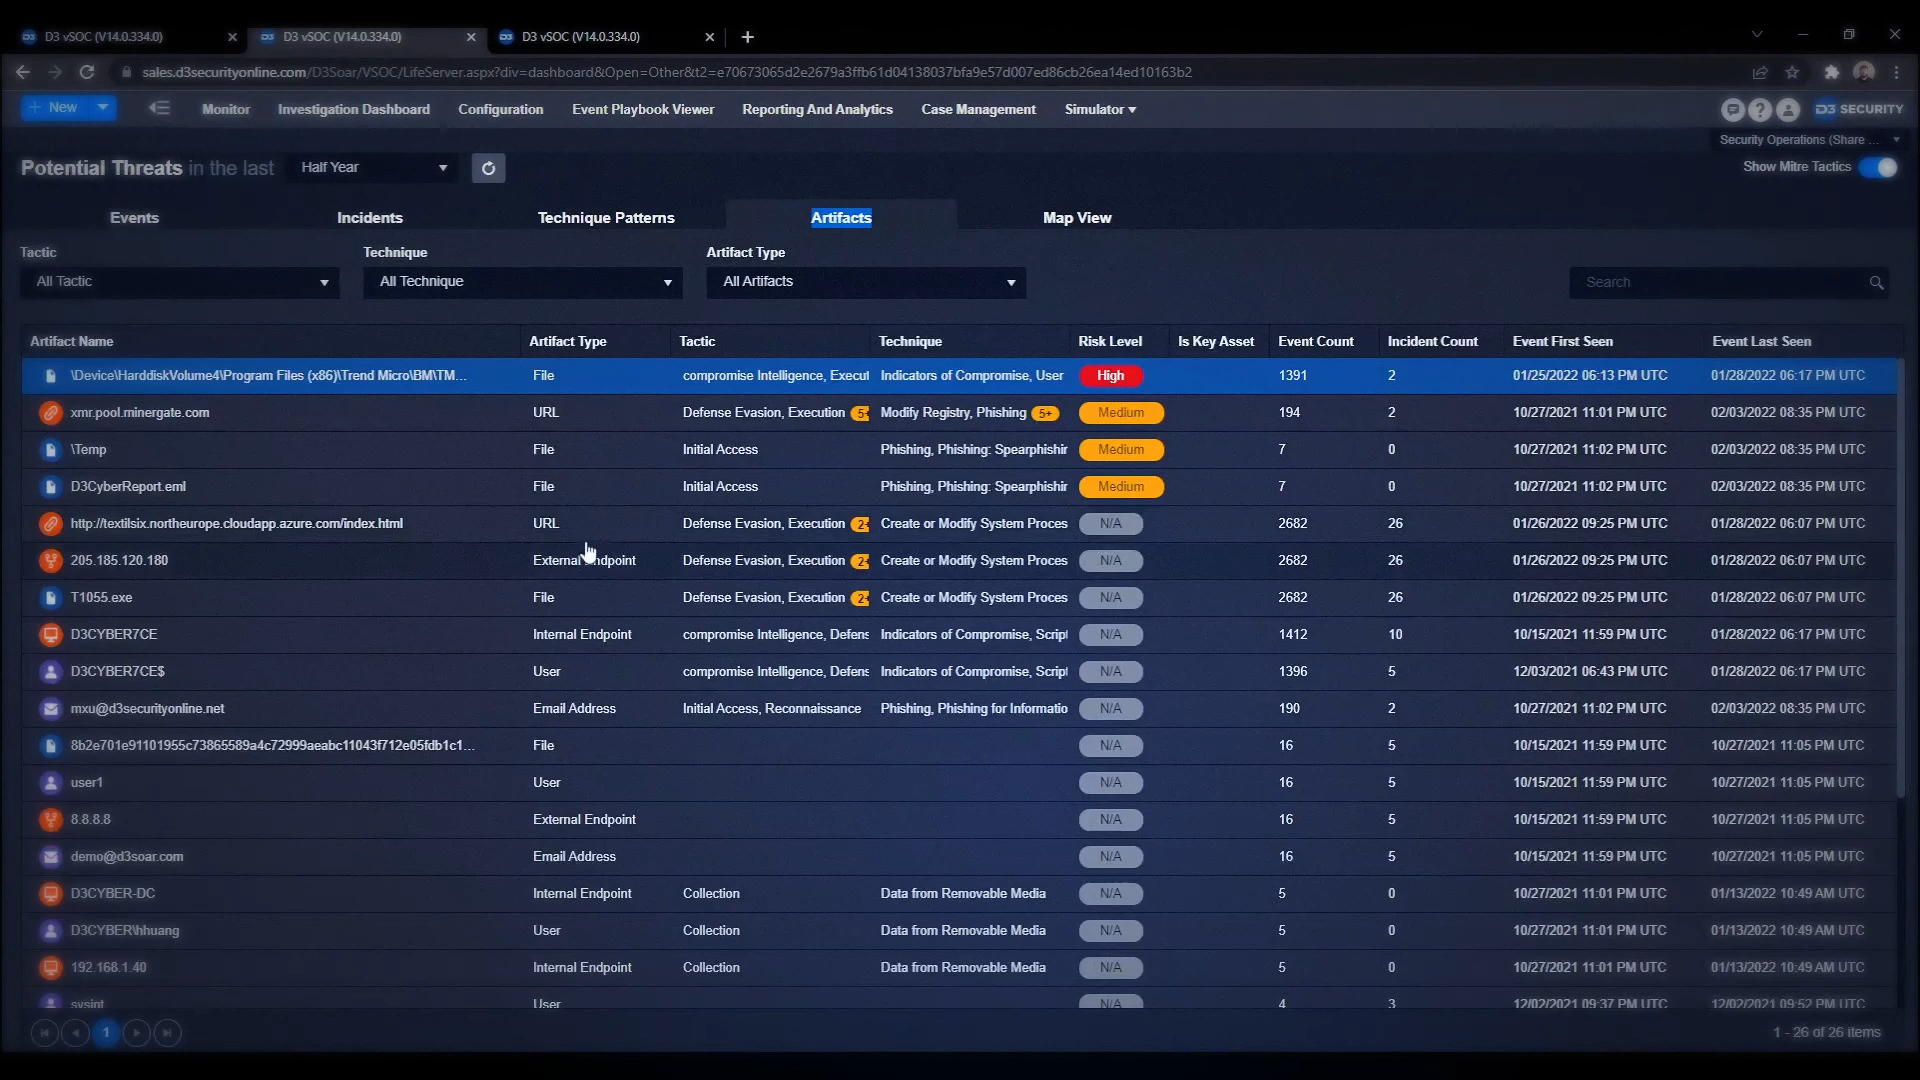 D3 vSOC (V14.0.334.0) D3 vSOC (V14.0.334.0) D3 vSOC (V14.0.334.0)
sales.d3securityonline.com/D3Soar/VSOC/LifeServer.aspx?div=dashboard&Open=Other&t2=e70673065d2e2679a3ffb61d04138037bfa9e57d007ed86cb26ea14ed10163b2
+ New Monitor Investigation Dashboard Configuration Event Playbook Viewer Reporting And Analytics Case Management Simulator D3 SECURITY
Security Operations (Share ...
Potential Threats in the last Half Year Show Mitre Tactics
Events Incidents Technique Patterns Artifacts Map View
Tactic Technique Artifact Type
All Tactic All Technique All Artifacts Search
Artifact Name Artifact Type Tactic Technique Risk Level Is Key Asset Event Count Incident Count Event First Seen Event Last Seen
\Device\HarddiskVolume4\Program Files (x86)\Trend Micro\BM\TM... File compromise Intelligence, Execut Indicators of Compromise, User High 1391 2 01/25/2022 06:13 PM UTC 01/28/2022 06:17 PM UTC
xmr.pool.minergate.com URL Defense Evasion, Execution 5+ Modify Registry, Phishing 5+ Medium 194 2 10/27/2021 11:01 PM UTC 02/03/2022 08:35 PM UTC
\Temp File Initial Access Phishing, Phishing: Spearphishin Medium 7 0 10/27/2021 11:02 PM UTC 02/03/2022 08:35 PM UTC
D3CyberReport.eml File Initial Access Phishing, Phishing: Spearphishin Medium 7 0 10/27/2021 11:02 PM UTC 02/03/2022 08:35 PM UTC
http://textilsix.northeurope.cloudapp.azure.com/index.html URL Defense Evasion, Execution 2+ Create or Modify System Proces N/A 2682 26 01/26/2022 09:25 PM UTC 01/28/2022 06:07 PM UTC
205.185.120.180 External Endpoint Defense Evasion, Execution 2+ Create or Modify System Proces N/A 2682 26 01/26/2022 09:25 PM UTC 01/28/2022 06:07 PM UTC
T1055.exe File Defense Evasion, Execution 2+ Create or Modify System Proces N/A 2682 26 01/26/2022 09:25 PM UTC 01/28/2022 06:07 PM UTC
D3CYBER7CE Internal Endpoint compromise Intelligence, Defens Indicators of Compromise, Script N/A 1412 10 10/15/2021 11:59 PM UTC 01/28/2022 06:17 PM UTC
D3CYBER7CE$ User compromise Intelligence, Defens Indicators of Compromise, Script N/A 1396 5 12/03/2021 06:43 PM UTC 01/28/2022 06:17 PM UTC
mxu@d3securityonline.net Email Address Initial Access, Reconnaissance Phishing, Phishing for Informatio N/A 190 2 10/27/2021 11:02 PM UTC 02/03/2022 08:35 PM UTC
8b2e701e91101955c73865589a4c72999aeabc11043f712e05fdb1c1... File N/A 16 5 10/15/2021 11:59 PM UTC 10/27/2021 11:05 PM UTC
user1 User N/A 16 5 10/15/2021 11:59 PM UTC 10/27/2021 11:05 PM UTC
8.8.8.8 External Endpoint N/A 16 5 10/15/2021 11:59 PM UTC 10/27/2021 11:05 PM UTC
demo@d3soar.com Email Address N/A 16 5 10/15/2021 11:59 PM UTC 10/27/2021 11:05 PM UTC
D3CYBER-DC Internal Endpoint Collection Data from Removable Media N/A 5 0 10/27/2021 11:01 PM UTC 01/13/2022 10:49 AM UTC
D3CYBER\hhuang User Collection Data from Removable Media N/A 5 0 10/27/2021 11:01 PM UTC 01/13/2022 10:49 AM UTC
192.168.1.40 Internal Endpoint Collection Data from Removable Media N/A 5 0 10/27/2021 11:01 PM UTC 01/13/2022 10:49 AM UTC
sysint User N/A 4 3 12/02/2021 09:37 PM UTC 12/02/2021 09:52 PM UTC
1 1 - 26 of 26 items